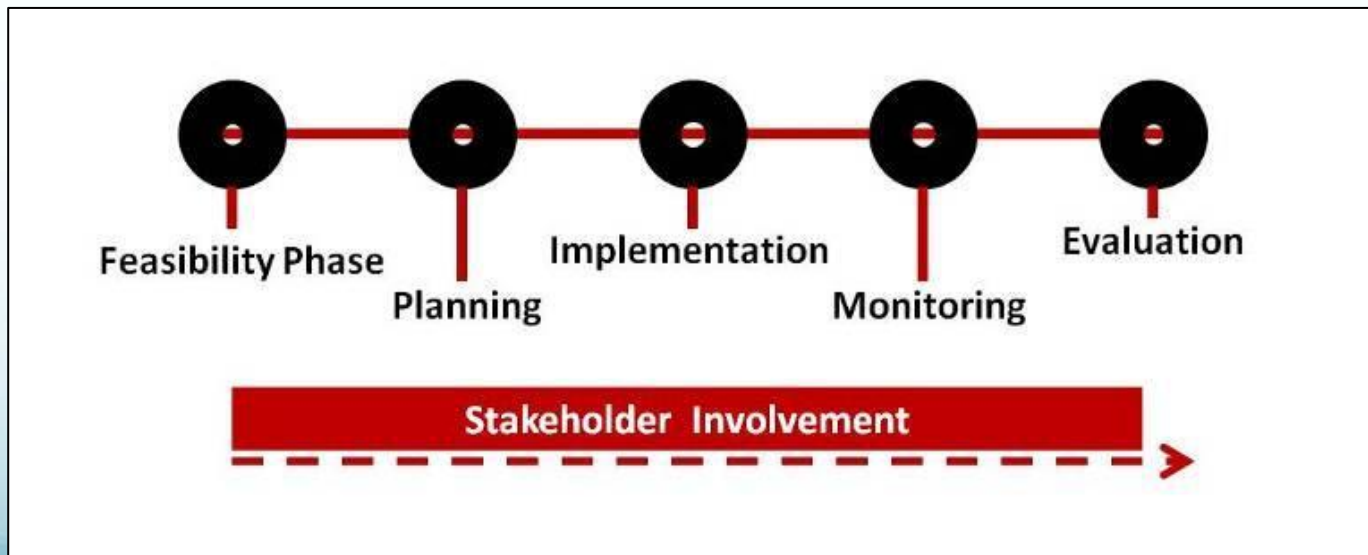 Feasibility Phase
Planning
Implementation
Monitoring
Evaluation
Stakeholder Involvement